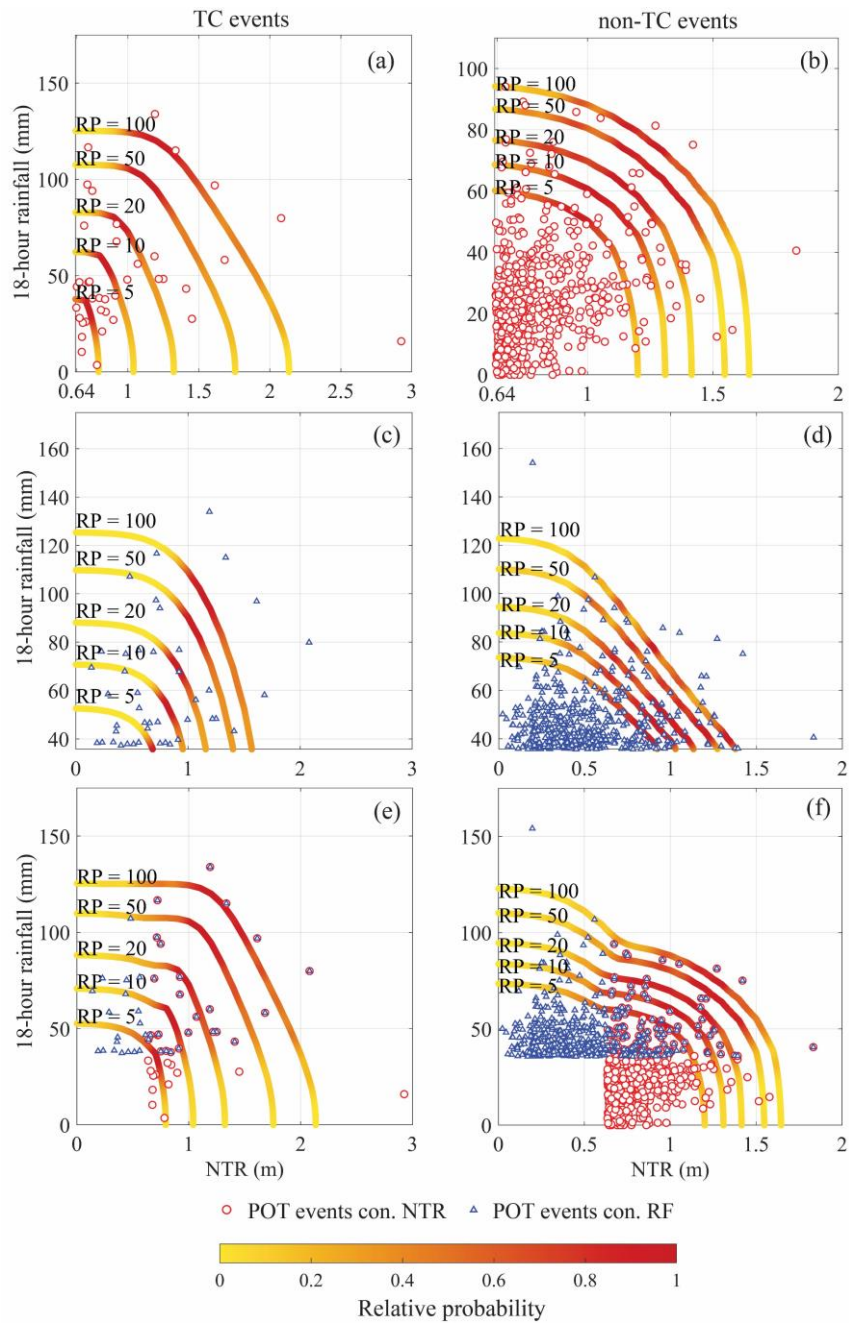 TC events
non-TC events
(a)
18-hour rainfall (mm)
150
100
50
0
RP = 100
RP = 50
RP = 20
RP = 10
RP = 5
0.64
1
1.5
2
2.5
3
(b)
100
80
60
40
20
0
RP = 100
RP = 50
RP = 20
RP = 10
RP = 5
0.64
1
1.5
2
(c)
18-hour rainfall (mm)
160
140
120
100
80
60
40
RP = 100
RP = 50
RP = 20
RP = 10
RP = 5
0
1
2
3
(d)
160
140
120
100
80
60
40
RP = 100
RP = 50
RP = 20
RP = 10
RP = 5
0
0.5
1
1.5
2
(e)
18-hour rainfall (mm)
150
100
50
0
RP = 100
RP = 50
RP = 20
RP = 10
RP = 5
0
1
2
3
NTR (m)
(f)
150
100
50
0
RP = 100
RP = 50
RP = 20
RP = 10
RP = 5
0
0.5
1
1.5
2
NTR (m)
POT events con. NTR
POT events con. RF
0
0.2
0.4
0.6
0.8
1
Relative probability